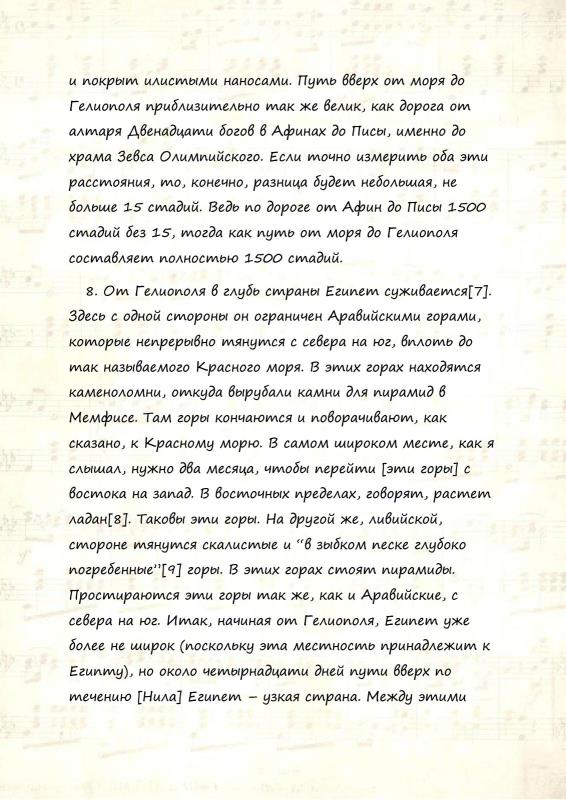 и покрыт илистыми наносами. Путь вверх от моря до
Гелиополя приблизительно так же велик, как дорога от
алтаря Двенадцати богов в Афинах до Писы, именно до
храма Зевса Олимпийского. Если точно измерить оба эти
расстояния, то, конечно, разница будет небольшая, не
больше 15 стадий. Ведь по дороге от Афин до Писы 1500
стадий без 15, тогда как путь от моря до Гелиополя
составляет полностью 1500 стадий.
8. От Гелиополя в глубь страны Египет суживается[7].
Здесь с одной стороны он ограничен Аравийскими горами,
которые непрерывно тянутся с севера на юг, вплоть до
так называемого Красного моря. В этих горах находятся
каменоломни, откуда вырубали камни для пирамид в
Мемфисе. Там горы кончаются и поворачивают, как
сказано, к Красному морю. В самом широком месте, как я
слышал, нужно два месяца, чтобы перейти [эти горы] с
востока на запад. В восточных пределах, говорят, растет
ладан[8]. Таковы эти горы. На другой же, ливийской,
стороне тянутся скалистые и “в зыбком песке глубоко
погребенные”[9] горы. В этих горах стоят пирамиды.
Простираются эти горы так же, как и Аравийские, с
севера на юг. Итак, начиная от Гелиополя, Египет уже
более не широк (поскольку эта местность принадлежит к
Египту), но около четырнадцати дней пути вверх по
течению [Нила] Египет – узкая страна. Между этими